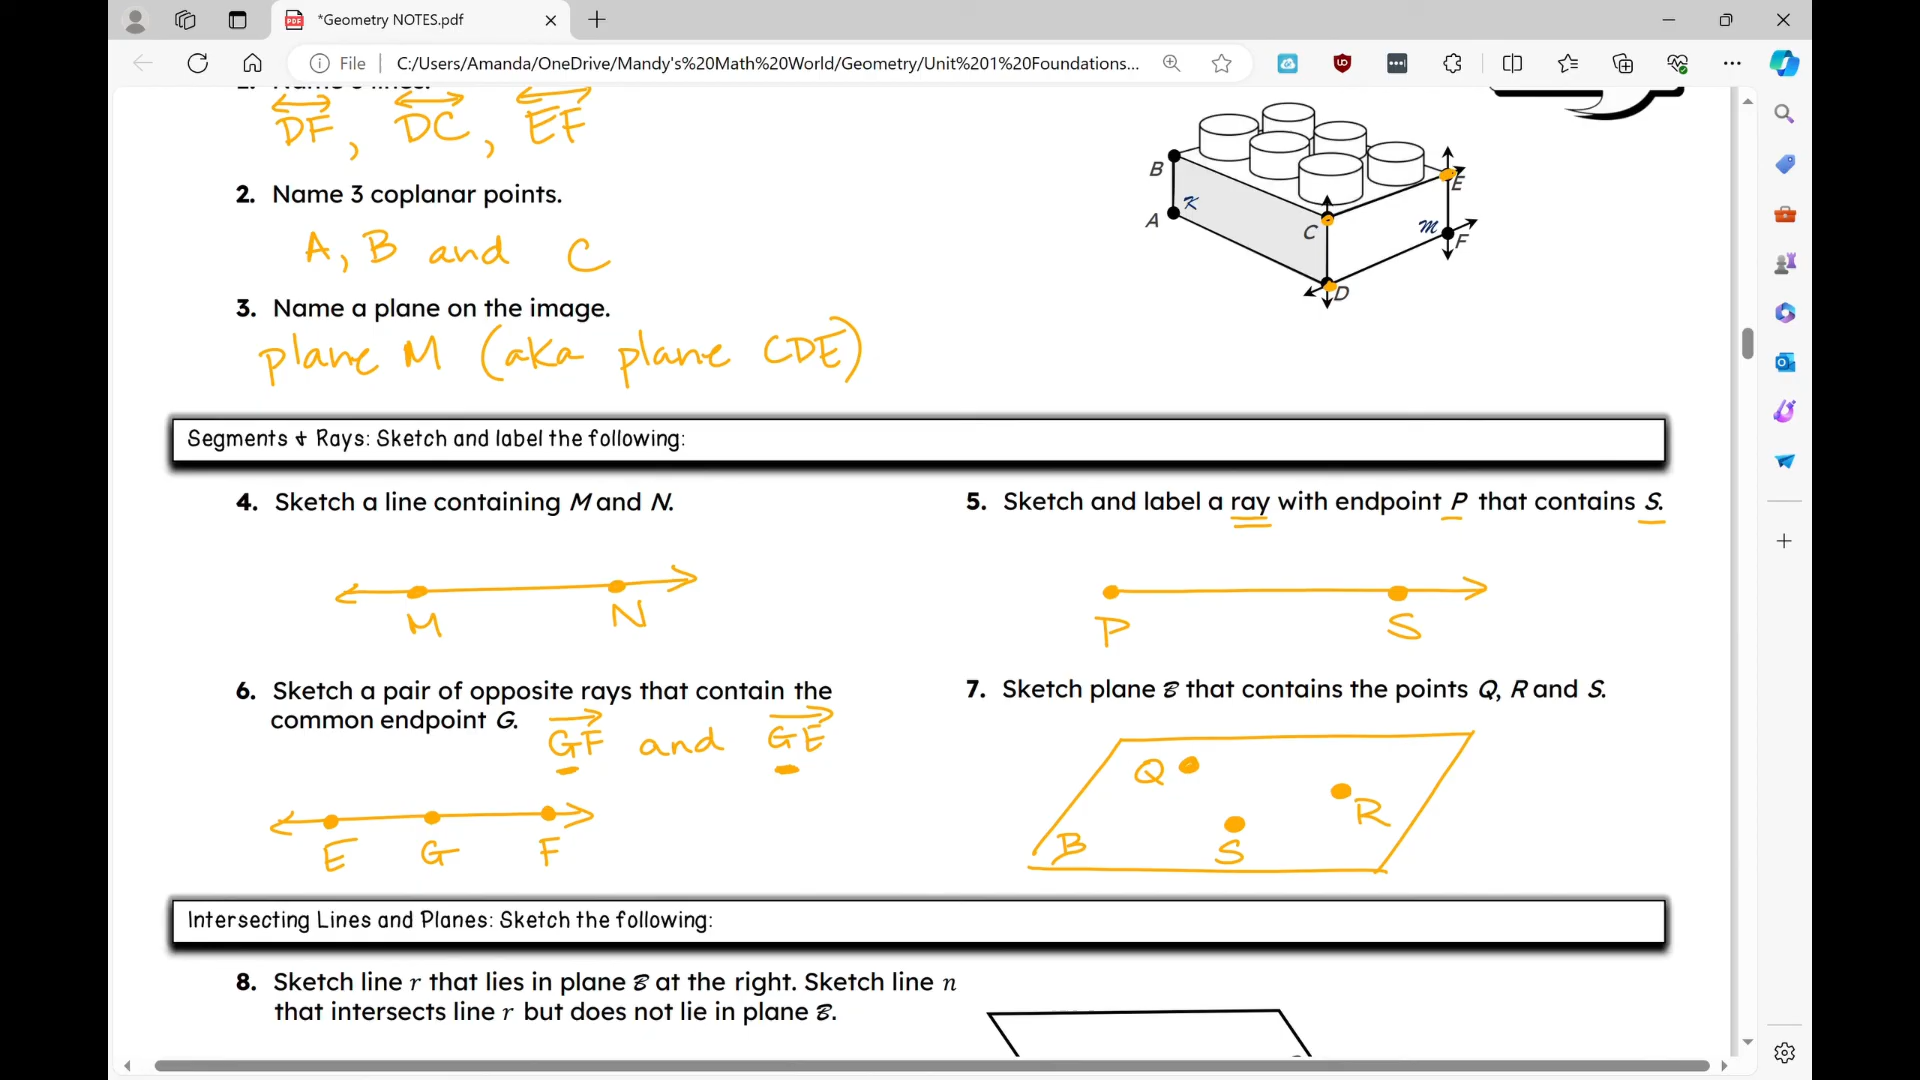 *Geometry NOTES.pdf
File
C:/Users/Amanda/OneDrive/Mandy's%20Math%20World/Geometry/Unit%201%20Foundations...
DF, DC, EF
2. Name 3 coplanar points.
A, B and C
3. Name a plane on the image.
plane M (aka plane CDE)
B
A
K
C
D
E
M
F
Segments & Rays: Sketch and label the following:
4. Sketch a line containing M and N.
M N
5. Sketch and label a ray with endpoint P that contains S.
P S
6. Sketch a pair of opposite rays that contain the
common endpoint G.
GF and GE
E G F
7. Sketch plane B that contains the points Q, R and S.
Q
R
B
S
Intersecting Lines and Planes: Sketch the following:
8. Sketch line r that lies in plane B at the right. Sketch line n
that intersects line r but does not lie in plane B.